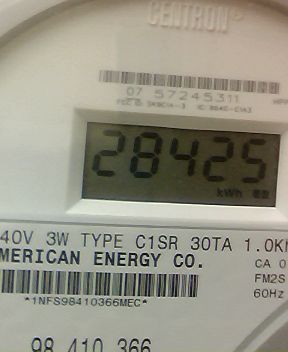 CENTRON®
07 57245311
28425
kWh
40V 3W TYPE C1SR 30TA 1.0K
MERICAN ENERGY CO.
CA 0
FM2S
60Hz
*1NFS98410366MEC*
98 410 366